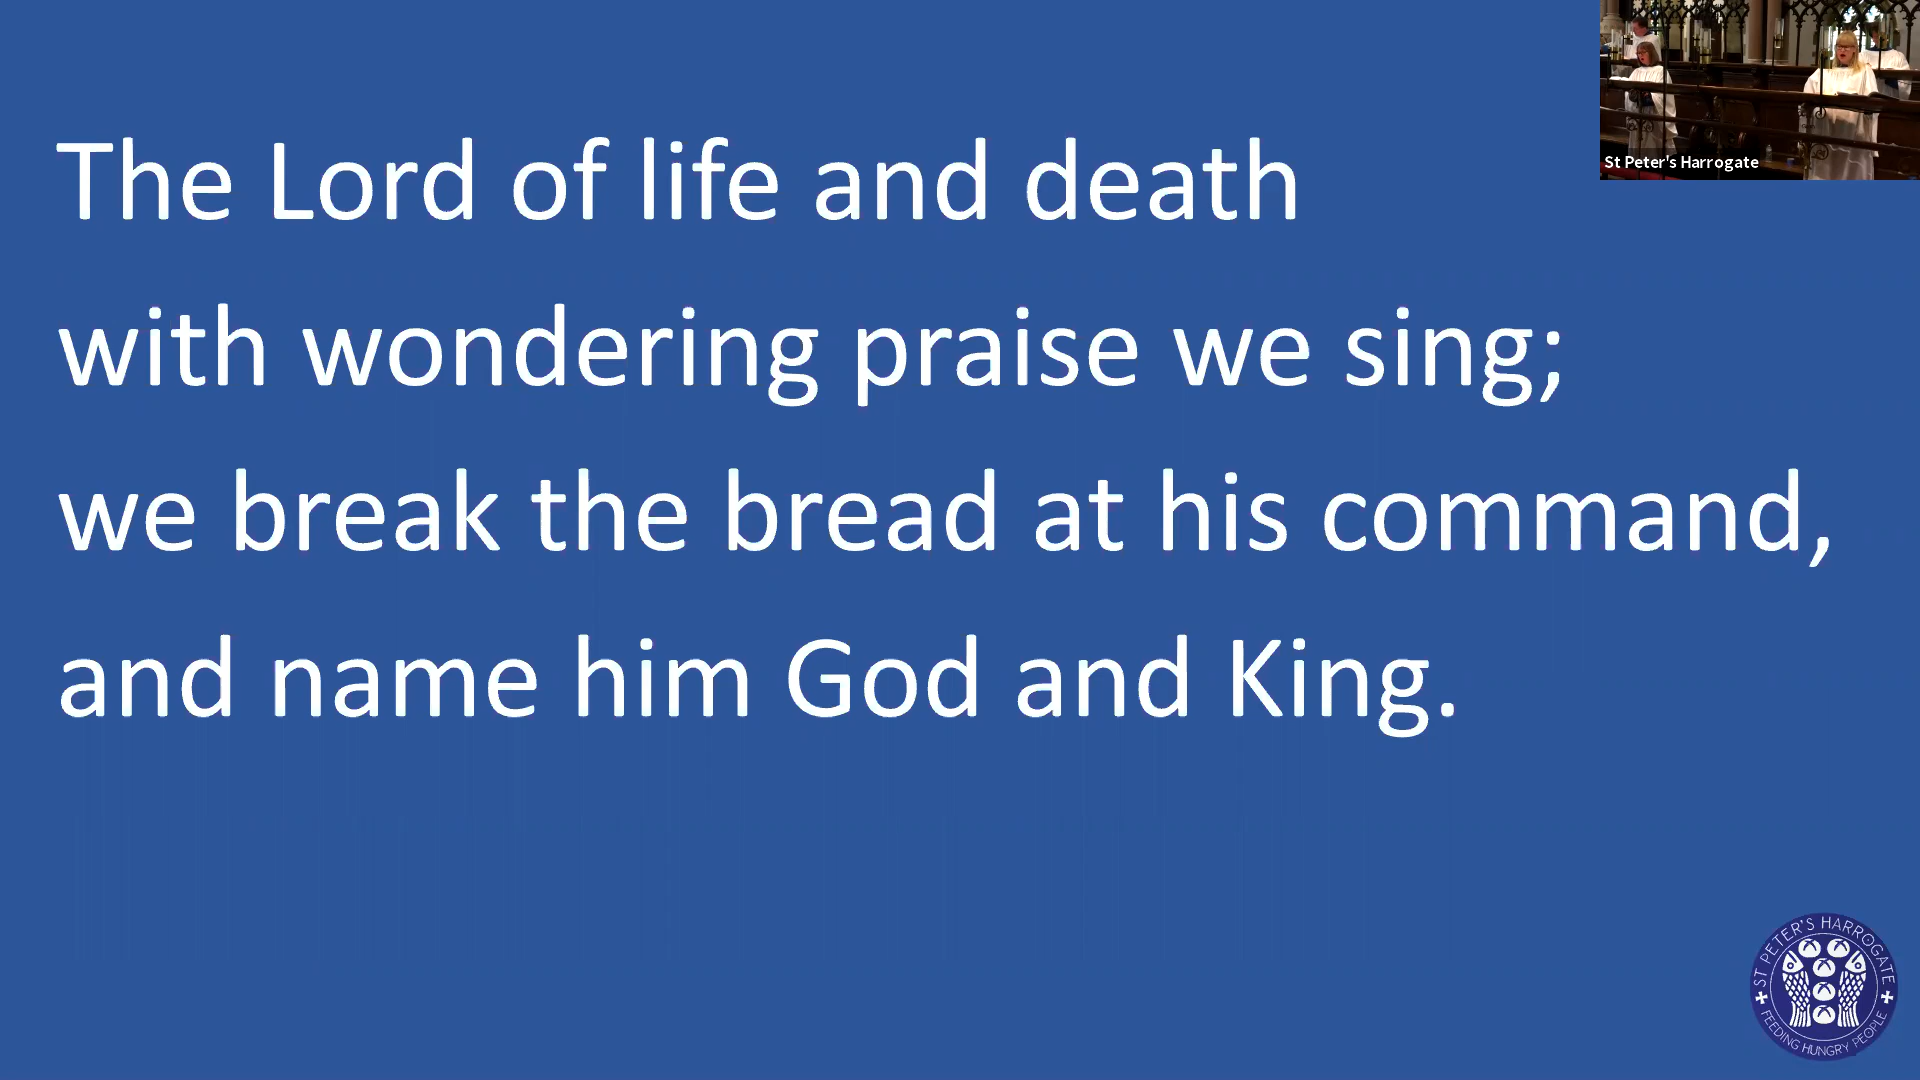 The Lord of life and death
with wondering praise we sing;
we break the bread at his command,
and name him God and King.
St Peter's Harrogate
ST PETER'S HARROGATE
FEEDING HUNGRY PEOPLE